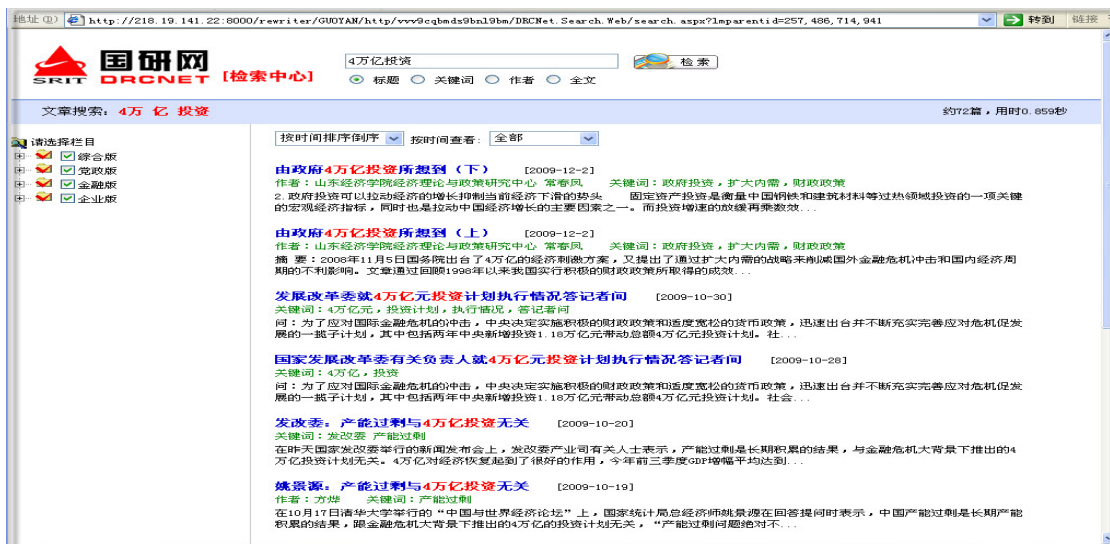 地址(D) http://218.19.141.22:8000/rewriter/GUOYAN/http/vvv9cqbmds9bnl9bm/DRCNet.Search.Web/search.aspx?lmparentid=257,486,714,941 转到 链接
国研网
SRIT DRCNET [检索中心]
4万亿投资 检索
标题 关键词 作者 全文
文章搜索: 4万 亿 投资 约72篇,用时0.859秒
请选择栏目
综合版
党政版
金融版
企业版
按时间排序倒序 按时间查看: 全部
由政府4万亿投资所想到(下) [2009-12-2]
作者:山东经济学院经济理论与政策研究中心 常春风 关键词:政府投资,扩大内需,财政政策
2.政府投资可以拉动经济的增长抑制当前经济下滑的势头 固定资产投资是衡量中国钢铁和建筑材料等过热领域投资的一项关键
的宏观经济指标,同时也是拉动中国经济增长的主要因素之一。而投资增速的放缓再乘数效...
由政府4万亿投资所想到(上) [2009-12-2]
作者:山东经济学院经济理论与政策研究中心 常春风 关键词:政府投资,扩大内需,财政政策
摘 要:2008年11月5日国务院出台了4万亿的经济刺激方案,又提出了通过扩大内需的战略来削减国外金融危机冲击和国内经济周
期的不利影响。文章通过回顾1998年以来我国实行积极的财政政策所取得的成效...
发展改革委就4万亿元投资计划执行情况答记者问 [2009-10-30]
关键词:4万亿元,投资计划,执行情况,答记者问
问:为了应对国际金融危机的冲击,中央决定实施积极的财政政策和适度宽松的货币政策,迅速出台并不断充实完善应对危机促发
展的一揽子计划,其中包括两年中央新增投资1.18万亿元带动总额4万亿元投资计划。社...
国家发展改革委有关负责人就4万亿元投资计划执行情况答记者问 [2009-10-28]
关键词:4万亿,投资
问:为了应对国际金融危机的冲击,中央决定实施积极的财政政策和适度宽松的货币政策,迅速出台并不断充实完善应对危机促发
展的一揽子计划,其中包括两年中央新增投资1.18万亿元带动总额4万亿元投资计划。社会...
发改委:产能过剩与4万亿投资无关 [2009-10-20]
关键词:发改委 产能过剩
在昨天国家发改委举行的新闻发布会上,发改委产业司有关人士表示,产能过剩是长期积累的结果,与金融危机大背景下推出的4
万亿投资计划无关。4万亿对经济恢复起到了很好的作用,今年前三季度GDP增幅平均达到...
姚景源:产能过剩与4万亿投资无关 [2009-10-19]
作者:方烨 关键词:产能过剩
在10月17日清华大学举行的“中国与世界经济论坛”上,国家统计局总经济师姚景源在回答提问时表示,中国产能过剩是长期产能
积累的结果,跟金融危机大背景下推出的4万亿的投资计划无关,“产能过剩问题绝对不...